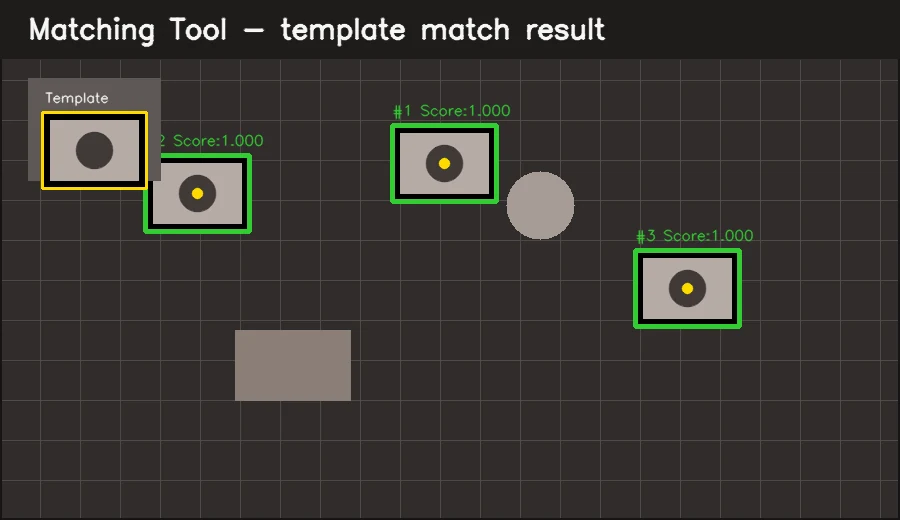 Matching Tool – template match result
Template
#1 Score:1.000
2 Score:1.000
#3 Score:1.000